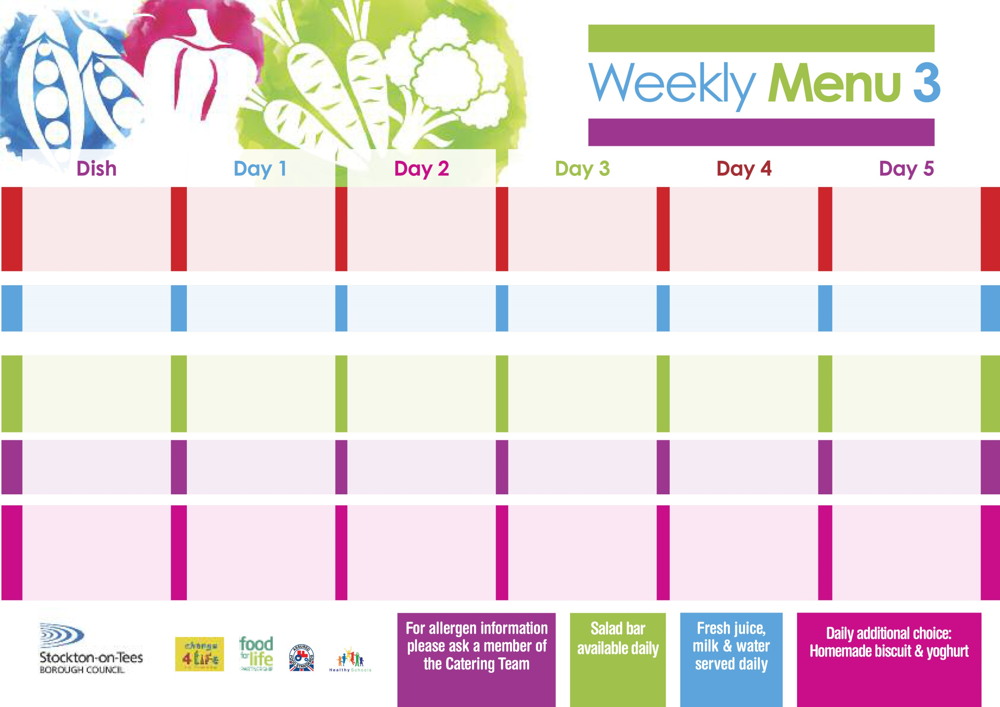 Weekly Menu 3
Dish Day 1 Day 2 Day 3 Day 4 Day 5
Stockton-on-Tees
BOROUGH COUNCIL
change
4 LiFe
food
for life
PARTNERSHIP
ASSURED
FOOD STANDARDS
Healthy Schools
For allergen information
please ask a member of
the Catering Team
Salad bar
available daily
Fresh juice,
milk & water
served daily
Daily additional choice:
Homemade biscuit & yoghurt